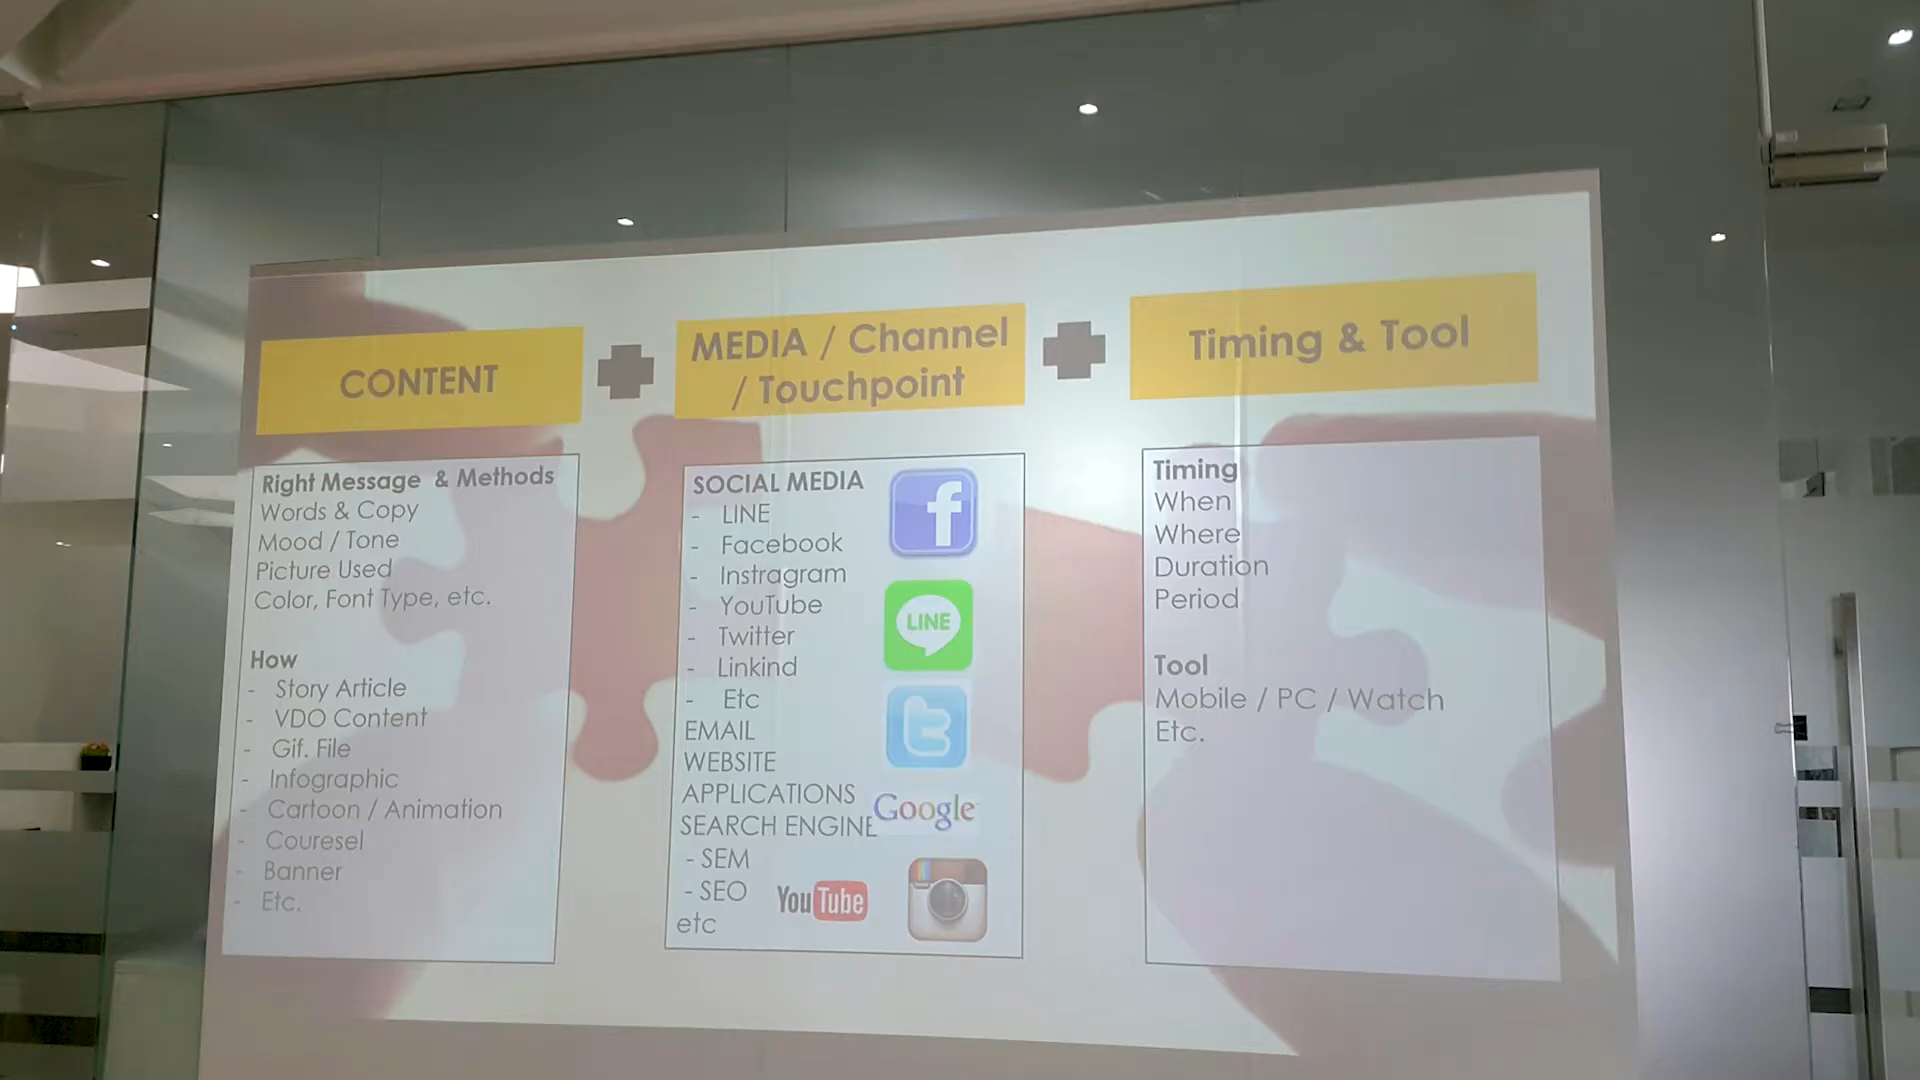 CONTENT
MEDIA / Channel
/ Touchpoint
Timing & Tool
Right Message & Methods
Words & Copy
Mood / Tone
Picture Used
Color, Font Type, etc.
How
- Story Article
- VDO Content
- Gif. File
- Infographic
- Cartoon / Animation
- Couresel
- Banner
- Etc.
SOCIAL MEDIA
- LINE
- Facebook
- Instragram
- YouTube
- Twitter
- Linkind
- Etc
EMAIL
WEBSITE
APPLICATIONS
SEARCH ENGINE
- SEM
- SEO
etc
f
LINE
t
Google
YouTube
Timing
When
Where
Duration
Period
Tool
Mobile / PC / Watch
Etc.